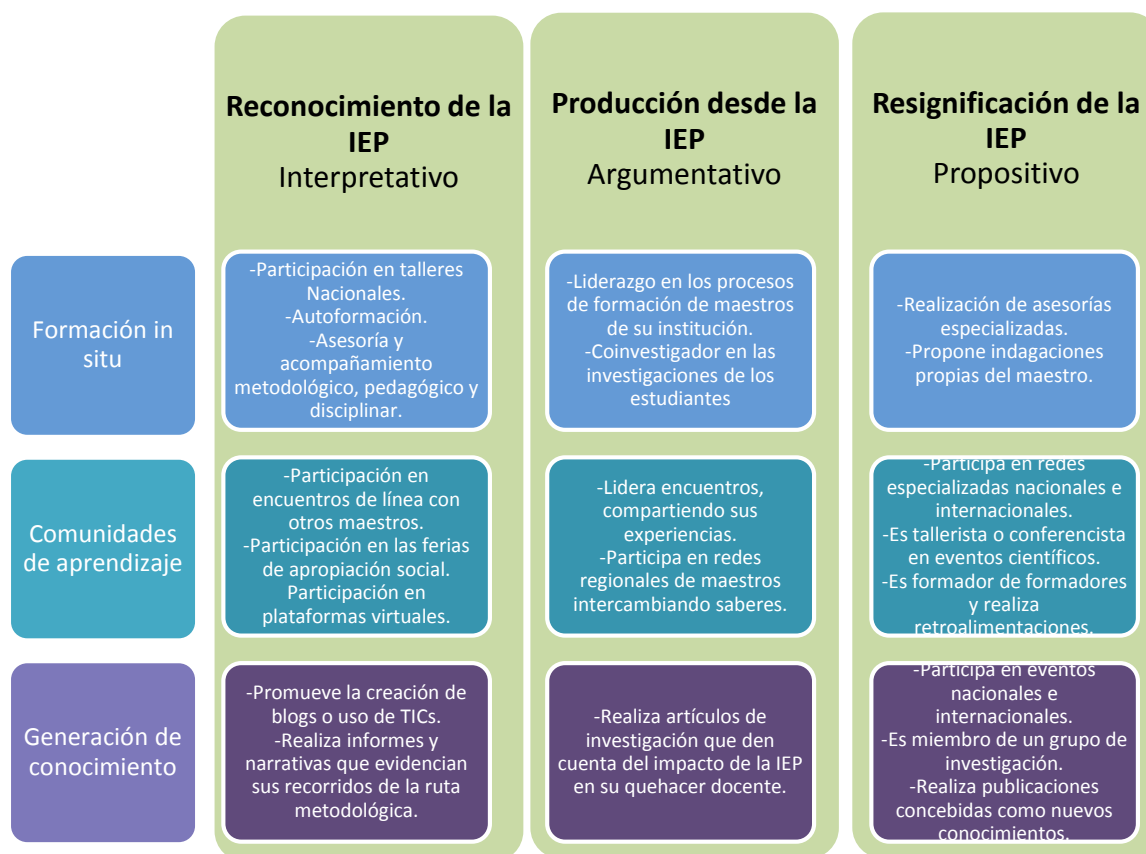 Reconocimiento de la
IEP
Interpretativo
Producción desde la
IEP
Argumentativo
Resignificación de la
IEP
Propositivo
Formación in
situ
-Participación en talleres
Nacionales.
-Autoformación.
-Asesoría y
acompañamiento
metodológico, pedagógico y
disciplinar.
-Liderazgo en los procesos
de formación de maestros
de su institución.
-Coinvestigador en las
investigaciones de los
estudiantes
-Realización de asesorías
especializadas.
-Propone indagaciones
propias del maestro.
Comunidades
de aprendizaje
-Participación en
encuentros de línea con
otros maestros.
-Participación en las ferias
de apropiación social.
Participación en
plataformas virtuales.
-Lidera encuentros,
compartiendo sus
experiencias.
-Participa en redes
regionales de maestros
intercambiando saberes.
-Participa en redes
especializadas nacionales e
internacionales.
-Es tallerista o conferencista
en eventos científicos.
-Es formador de formadores
y realiza
retroalimentaciones.
Generación de
conocimiento
-Promueve la creación de
blogs o uso de TICs.
-Realiza informes y
narrativas que evidencian
sus recorridos de la ruta
metodológica.
-Realiza artículos de
investigación que den
cuenta del impacto de la IEP
en su quehacer docente.
-Participa en eventos
nacionales e
internacionales.
-Es miembro de un grupo de
investigación.
-Realiza publicaciones
concebidas como nuevos
conocimientos.